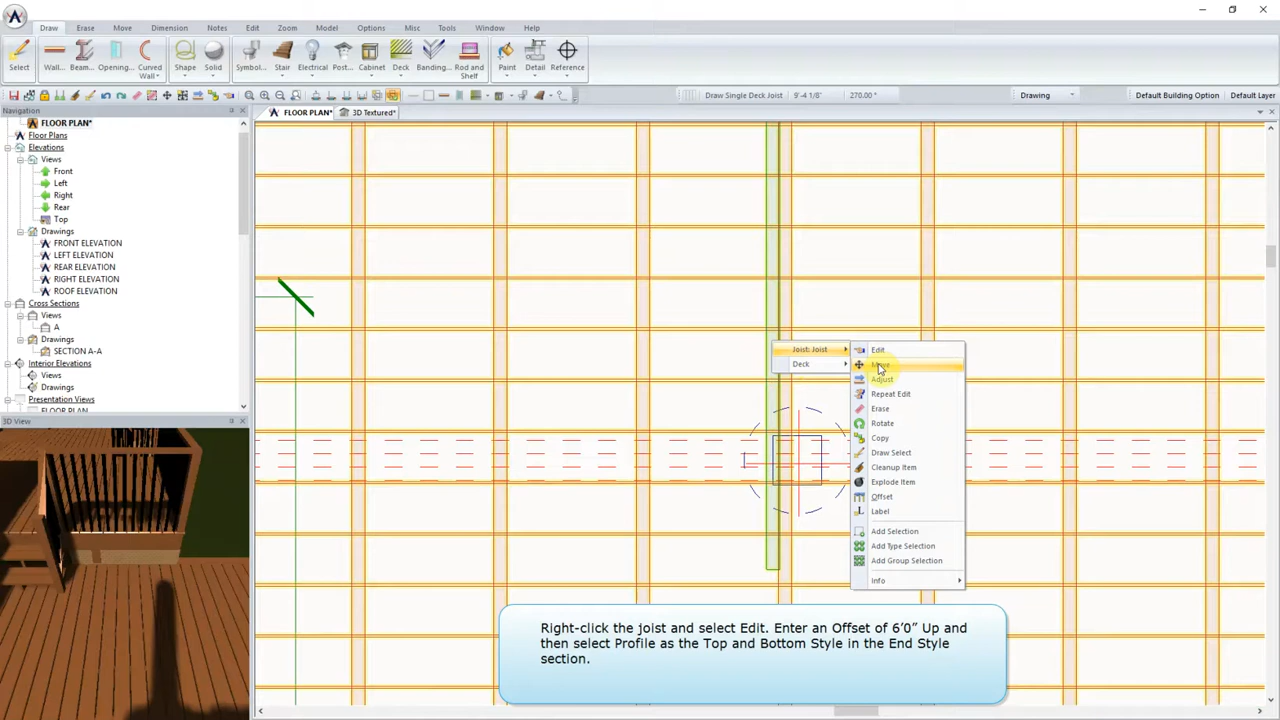 Draw Erase Move Dimension Notes Edit Zoom Model Options Misc Tools Window Help
Select Wall... Beam... Opening... Curved Wall Shape Solid Symbol... Stair Electrical Post... Cabinet Deck Banding... Rod and Shelf Paint Detail Reference
Draw Single Deck Joist 9'-4 1/8" 270.00 ° Drawing Default Building Option Default Layer
Navigation
FLOOR PLAN* 3D Textured*
FLOOR PLAN*
Floor Plans
Elevations
Views
Front
Left
Right
Rear
Top
Drawings
FRONT ELEVATION
LEFT ELEVATION
REAR ELEVATION
RIGHT ELEVATION
ROOF ELEVATION
Cross Sections
Views
A
Drawings
SECTION A-A
Interior Elevations
Views
Drawings
Presentation Views
FLOOR PLAN
3D View
Joist: Joist
Deck
Edit
Move
Adjust
Repeat Edit
Erase
Rotate
Copy
Draw Select
Cleanup Item
Explode Item
Offset
Label
Add Selection
Add Type Selection
Add Group Selection
Info
Right-click the joist and select Edit. Enter an Offset of 6’0” Up and
then select Profile as the Top and Bottom Style in the End Style
section.